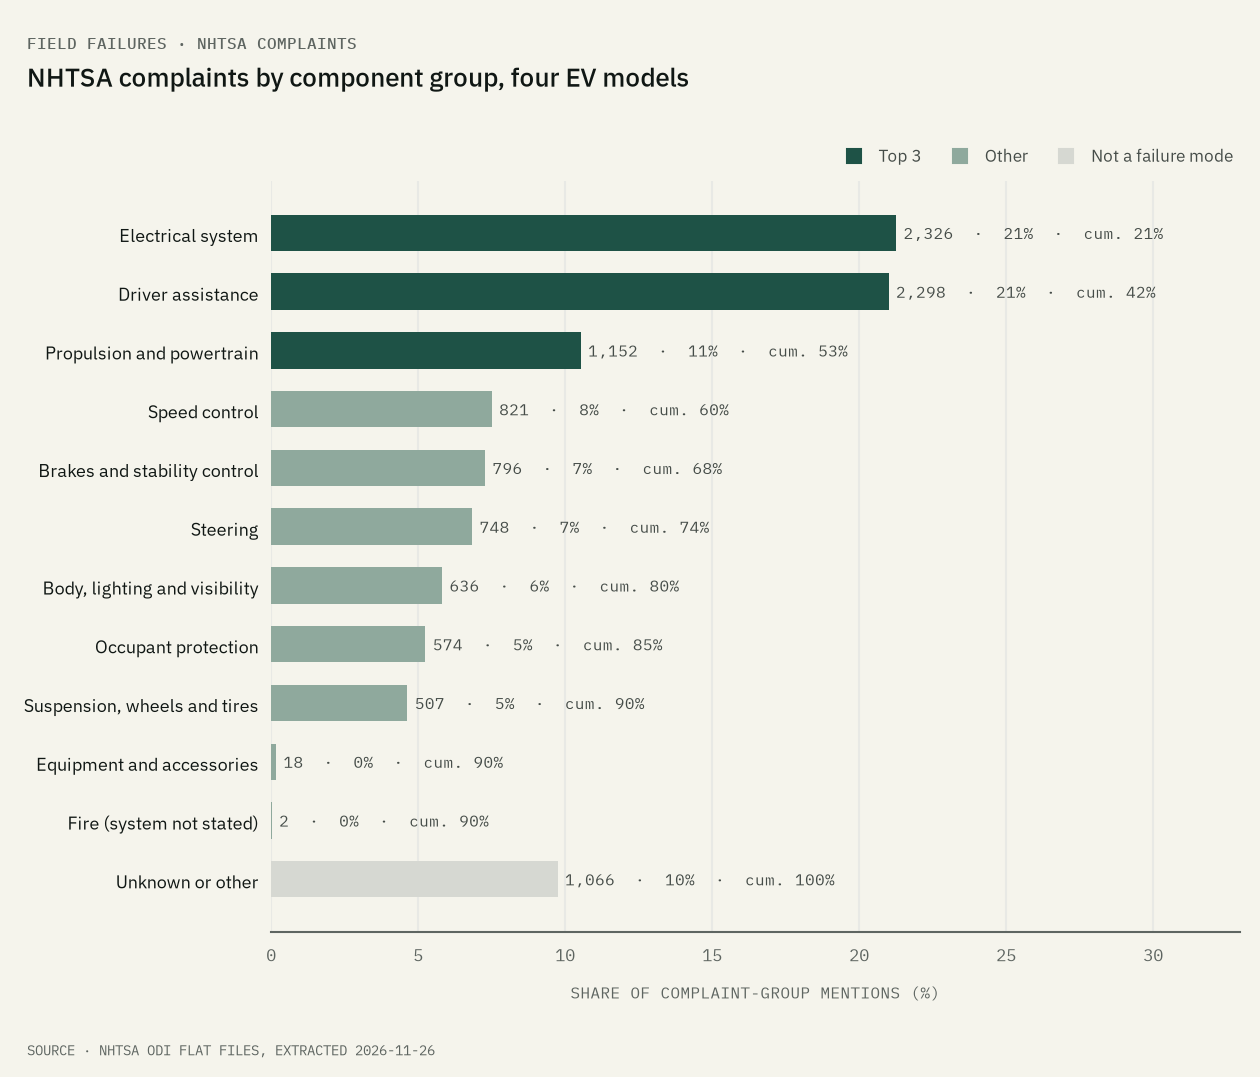 FIELD FAILURES · NHTSA COMPLAINTS
NHTSA complaints by component group, four EV models
Top 3 Other Not a failure mode
Electrical system 2,326 · 21% · cum. 21%
Driver assistance 2,298 · 21% · cum. 42%
Propulsion and powertrain 1,152 · 11% · cum. 53%
Speed control 821 · 8% · cum. 60%
Brakes and stability control 796 · 7% · cum. 68%
Steering 748 · 7% · cum. 74%
Body, lighting and visibility 636 · 6% · cum. 80%
Occupant protection 574 · 5% · cum. 85%
Suspension, wheels and tires 507 · 5% · cum. 90%
Equipment and accessories 18 · 0% · cum. 90%
Fire (system not stated) 2 · 0% · cum. 90%
Unknown or other 1,066 · 10% · cum. 100%
0 5 10 15 20 25 30
SHARE OF COMPLAINT-GROUP MENTIONS (%)
SOURCE · NHTSA ODI FLAT FILES, EXTRACTED 2026-11-26